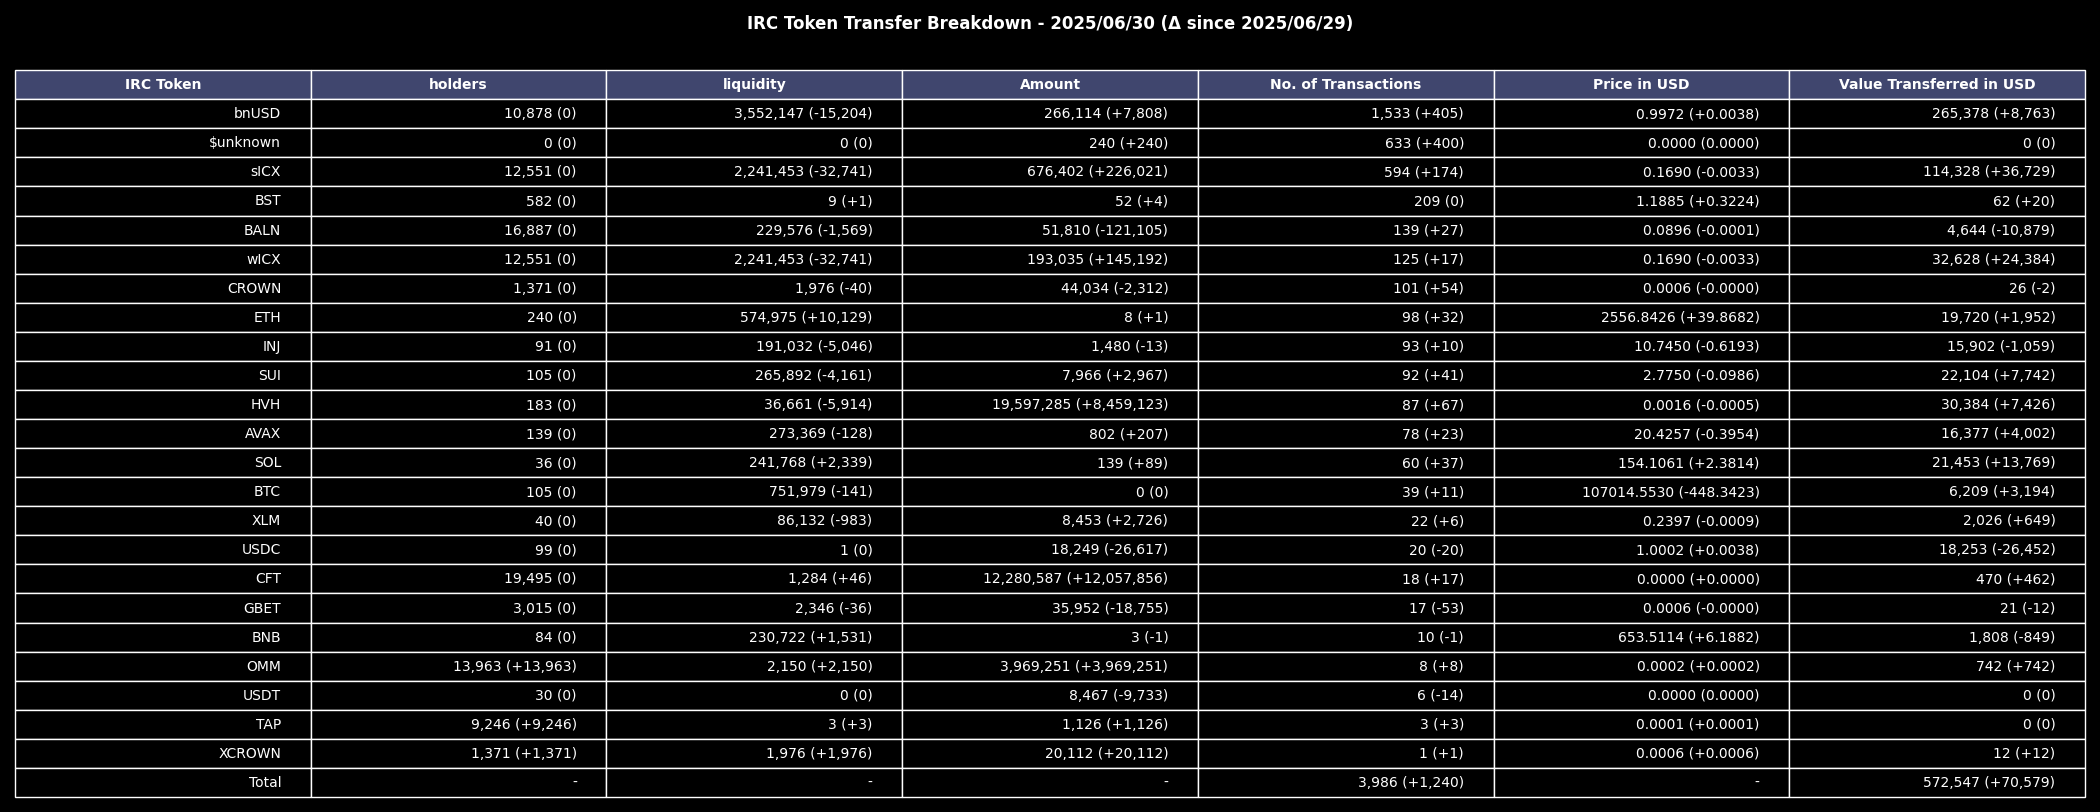 IRC Token Transfer Breakdown - 2025/06/30 (Δ since 2025/06/29)
IRC Token holders liquidity Amount No. of Transactions Price in USD Value Transferred in USD
bnUSD 10,878 (0) 3,552,147 (-15,204) 266,114 (+7,808) 1,533 (+405) 0.9972 (+0.0038) 265,378 (+8,763)
$unknown 0 (0) 0 (0) 240 (+240) 633 (+400) 0.0000 (0.0000) 0 (0)
sICX 12,551 (0) 2,241,453 (-32,741) 676,402 (+226,021) 594 (+174) 0.1690 (-0.0033) 114,328 (+36,729)
BST 582 (0) 9 (+1) 52 (+4) 209 (0) 1.1885 (+0.3224) 62 (+20)
BALN 16,887 (0) 229,576 (-1,569) 51,810 (-121,105) 139 (+27) 0.0896 (-0.0001) 4,644 (-10,879)
wICX 12,551 (0) 2,241,453 (-32,741) 193,035 (+145,192) 125 (+17) 0.1690 (-0.0033) 32,628 (+24,384)
CROWN 1,371 (0) 1,976 (-40) 44,034 (-2,312) 101 (+54) 0.0006 (-0.0000) 26 (-2)
ETH 240 (0) 574,975 (+10,129) 8 (+1) 98 (+32) 2556.8426 (+39.8682) 19,720 (+1,952)
INJ 91 (0) 191,032 (-5,046) 1,480 (-13) 93 (+10) 10.7450 (-0.6193) 15,902 (-1,059)
SUI 105 (0) 265,892 (-4,161) 7,966 (+2,967) 92 (+41) 2.7750 (-0.0986) 22,104 (+7,742)
HVH 183 (0) 36,661 (-5,914) 19,597,285 (+8,459,123) 87 (+67) 0.0016 (-0.0005) 30,384 (+7,426)
AVAX 139 (0) 273,369 (-128) 802 (+207) 78 (+23) 20.4257 (-0.3954) 16,377 (+4,002)
SOL 36 (0) 241,768 (+2,339) 139 (+89) 60 (+37) 154.1061 (+2.3814) 21,453 (+13,769)
BTC 105 (0) 751,979 (-141) 0 (0) 39 (+11) 107014.5530 (-448.3423) 6,209 (+3,194)
XLM 40 (0) 86,132 (-983) 8,453 (+2,726) 22 (+6) 0.2397 (-0.0009) 2,026 (+649)
USDC 99 (0) 1 (0) 18,249 (-26,617) 20 (-20) 1.0002 (+0.0038) 18,253 (-26,452)
CFT 19,495 (0) 1,284 (+46) 12,280,587 (+12,057,856) 18 (+17) 0.0000 (+0.0000) 470 (+462)
GBET 3,015 (0) 2,346 (-36) 35,952 (-18,755) 17 (-53) 0.0006 (-0.0000) 21 (-12)
BNB 84 (0) 230,722 (+1,531) 3 (-1) 10 (-1) 653.5114 (+6.1882) 1,808 (-849)
OMM 13,963 (+13,963) 2,150 (+2,150) 3,969,251 (+3,969,251) 8 (+8) 0.0002 (+0.0002) 742 (+742)
USDT 30 (0) 0 (0) 8,467 (-9,733) 6 (-14) 0.0000 (0.0000) 0 (0)
TAP 9,246 (+9,246) 3 (+3) 1,126 (+1,126) 3 (+3) 0.0001 (+0.0001) 0 (0)
XCROWN 1,371 (+1,371) 1,976 (+1,976) 20,112 (+20,112) 1 (+1) 0.0006 (+0.0006) 12 (+12)
Total - - - 3,986 (+1,240) - 572,547 (+70,579)